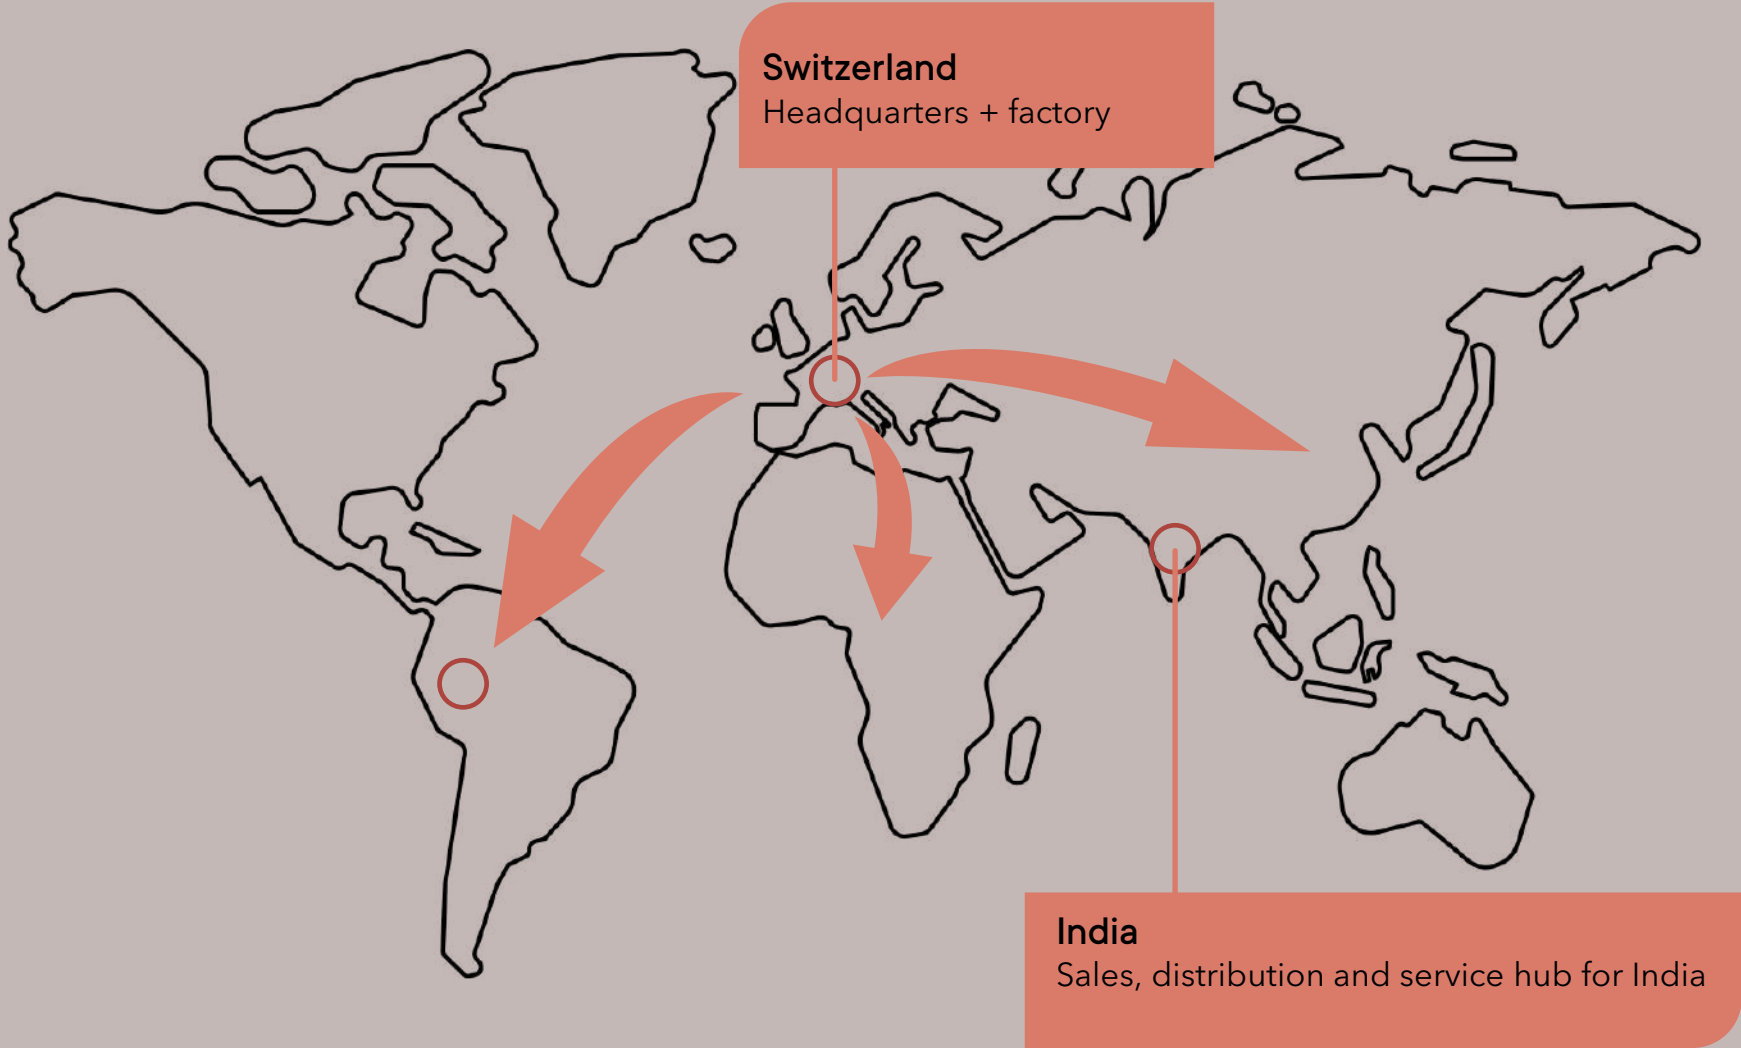 Switzerland
Headquarters + factory
India
Sales, distribution and service hub for India